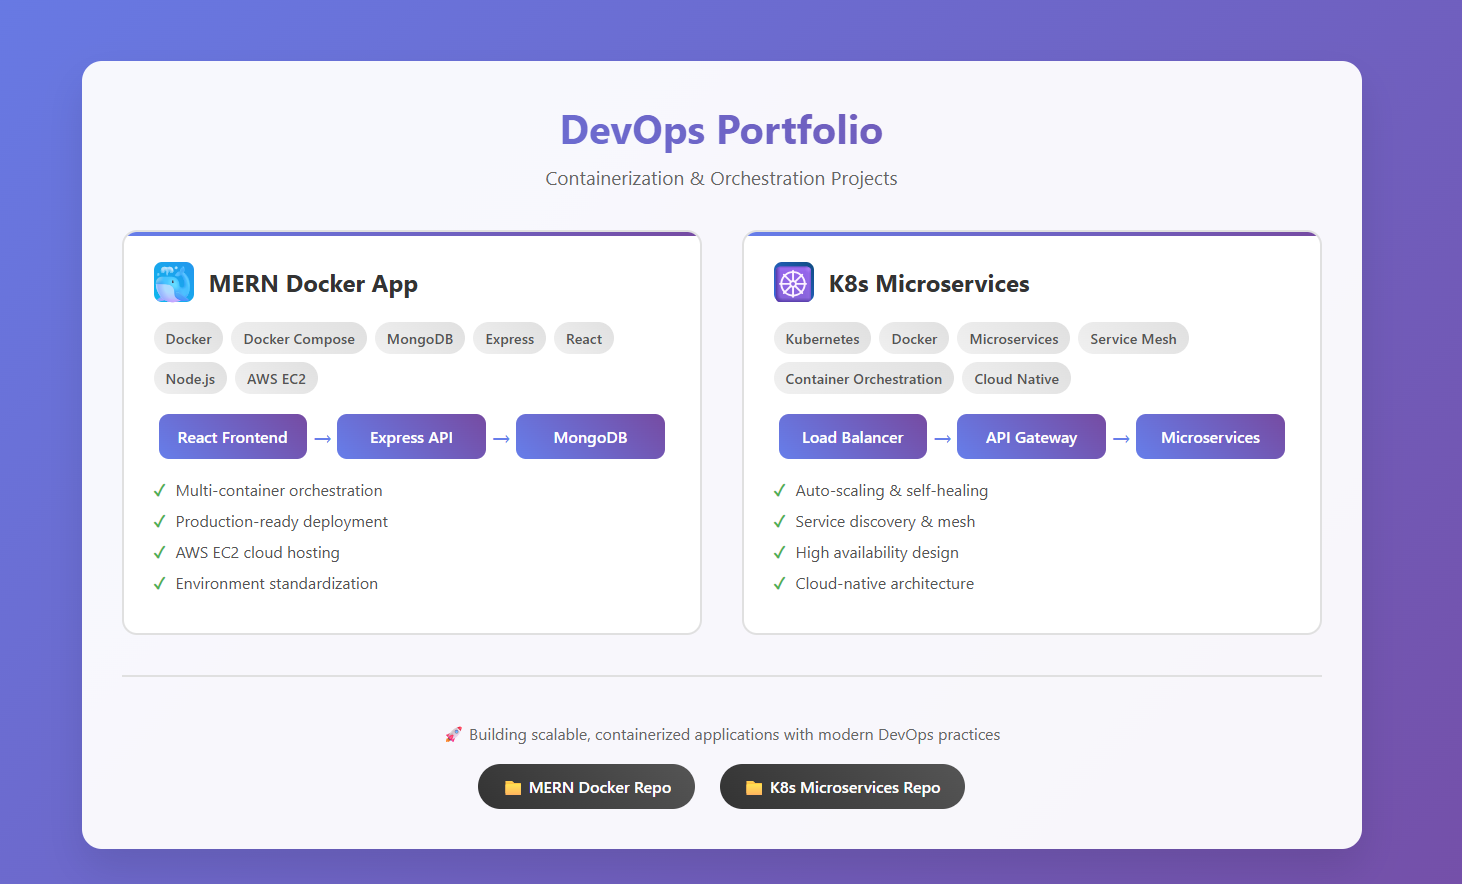 DevOps Portfolio
Containerization & Orchestration Projects
MERN Docker App
Docker
Docker Compose
MongoDB
Express
React
Node.js
AWS EC2
React Frontend → Express API → MongoDB
✓ Multi-container orchestration
✓ Production-ready deployment
✓ AWS EC2 cloud hosting
✓ Environment standardization
K8s Microservices
Kubernetes
Docker
Microservices
Service Mesh
Container Orchestration
Cloud Native
Load Balancer → API Gateway → Microservices
✓ Auto-scaling & self-healing
✓ Service discovery & mesh
✓ High availability design
✓ Cloud-native architecture
🚀 Building scalable, containerized applications with modern DevOps practices
📁 MERN Docker Repo
📁 K8s Microservices Repo